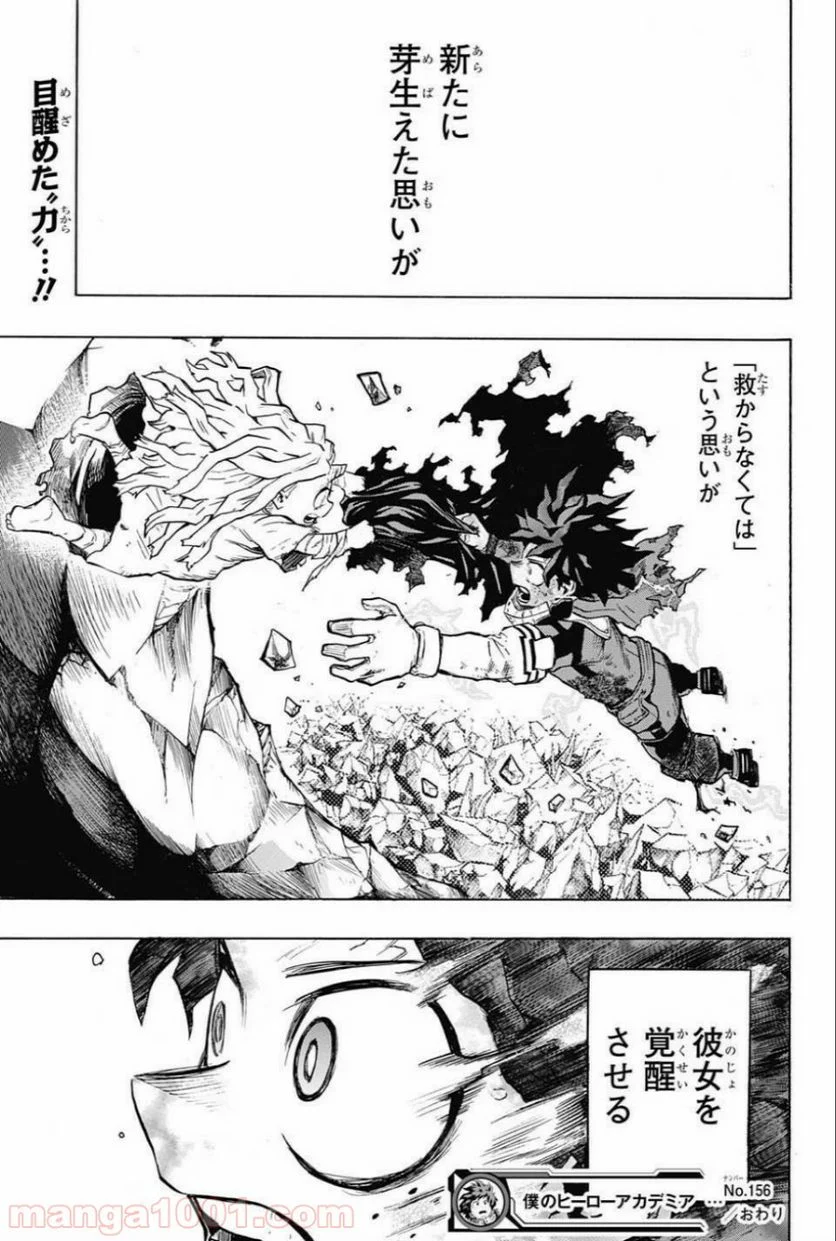 新たに
芽生えた思いが
目醒めた〝力〟…!!
「救からなくては」
という思いが
彼女を
覚醒
させる
僕のヒーローアカデミア…
No.156
/おわり
manga1001.com